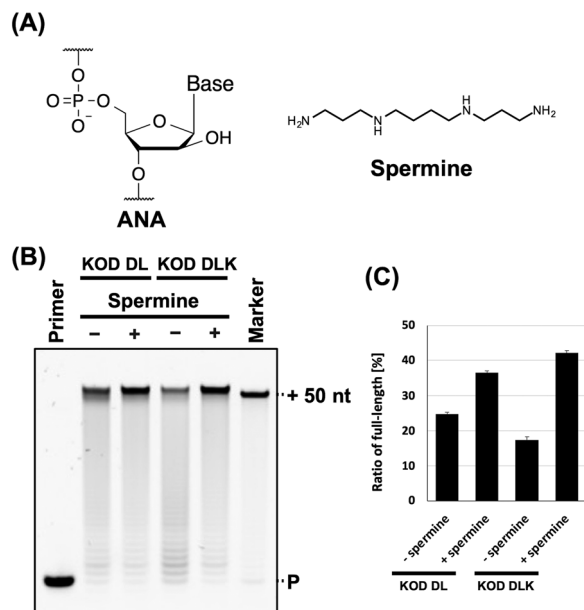 (A)
O
O=P-O
O⁻
O
Base
OH
O
ANA
H₂N
N
H
H
N
NH₂
Spermine
(B)
KOD DL KOD DLK
Primer
Spermine
Marker
− + − +
+ 50 nt
P
(C)
Ratio of full-length [%]
50
40
30
20
10
0
- spermine
+ spermine
- spermine
+ spermine
KOD DL
KOD DLK